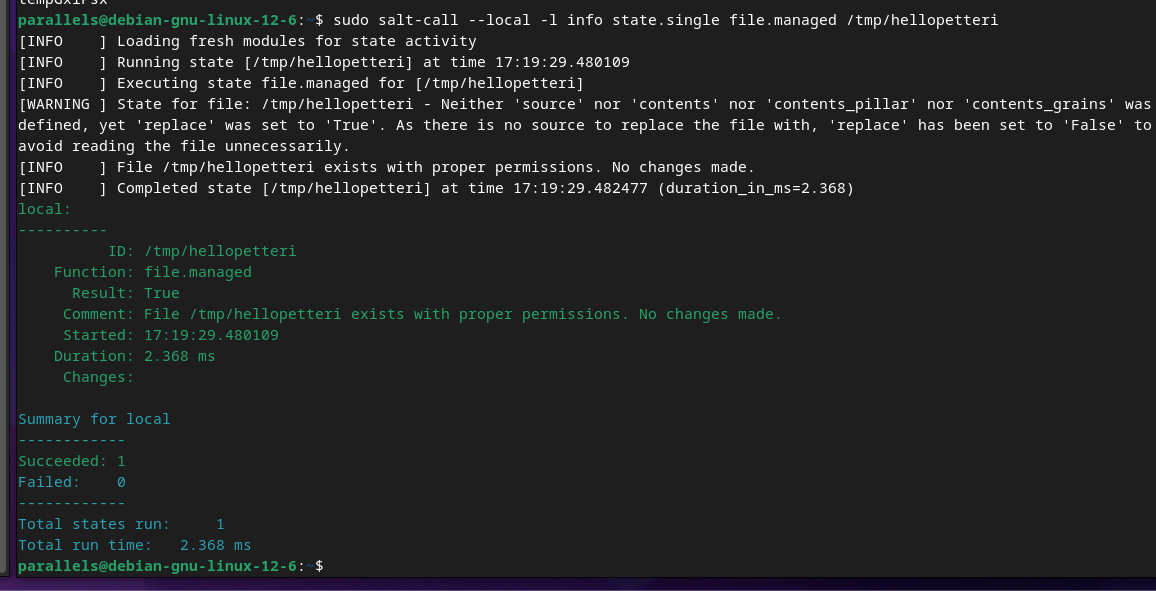 parallels@debian-gnu-linux-12-6:~$ sudo salt-call --local -l info state.single file.managed /tmp/hellopetteri
[INFO    ] Loading fresh modules for state activity
[INFO    ] Running state [/tmp/hellopetteri] at time 17:19:29.480109
[INFO    ] Executing state file.managed for [/tmp/hellopetteri]
[WARNING ] State for file: /tmp/hellopetteri - Neither 'source' nor 'contents' nor 'contents_pillar' nor 'contents_grains' was
defined, yet 'replace' was set to 'True'. As there is no source to replace the file with, 'replace' has been set to 'False' to
avoid reading the file unnecessarily.
[INFO    ] File /tmp/hellopetteri exists with proper permissions. No changes made.
[INFO    ] Completed state [/tmp/hellopetteri] at time 17:19:29.482477 (duration_in_ms=2.368)
local:
----------
          ID: /tmp/hellopetteri
    Function: file.managed
      Result: True
     Comment: File /tmp/hellopetteri exists with proper permissions. No changes made.
     Started: 17:19:29.480109
    Duration: 2.368 ms
     Changes:
Summary for local
------------
Succeeded: 1
Failed:    0
------------
Total states run:     1
Total run time:   2.368 ms
parallels@debian-gnu-linux-12-6:~$